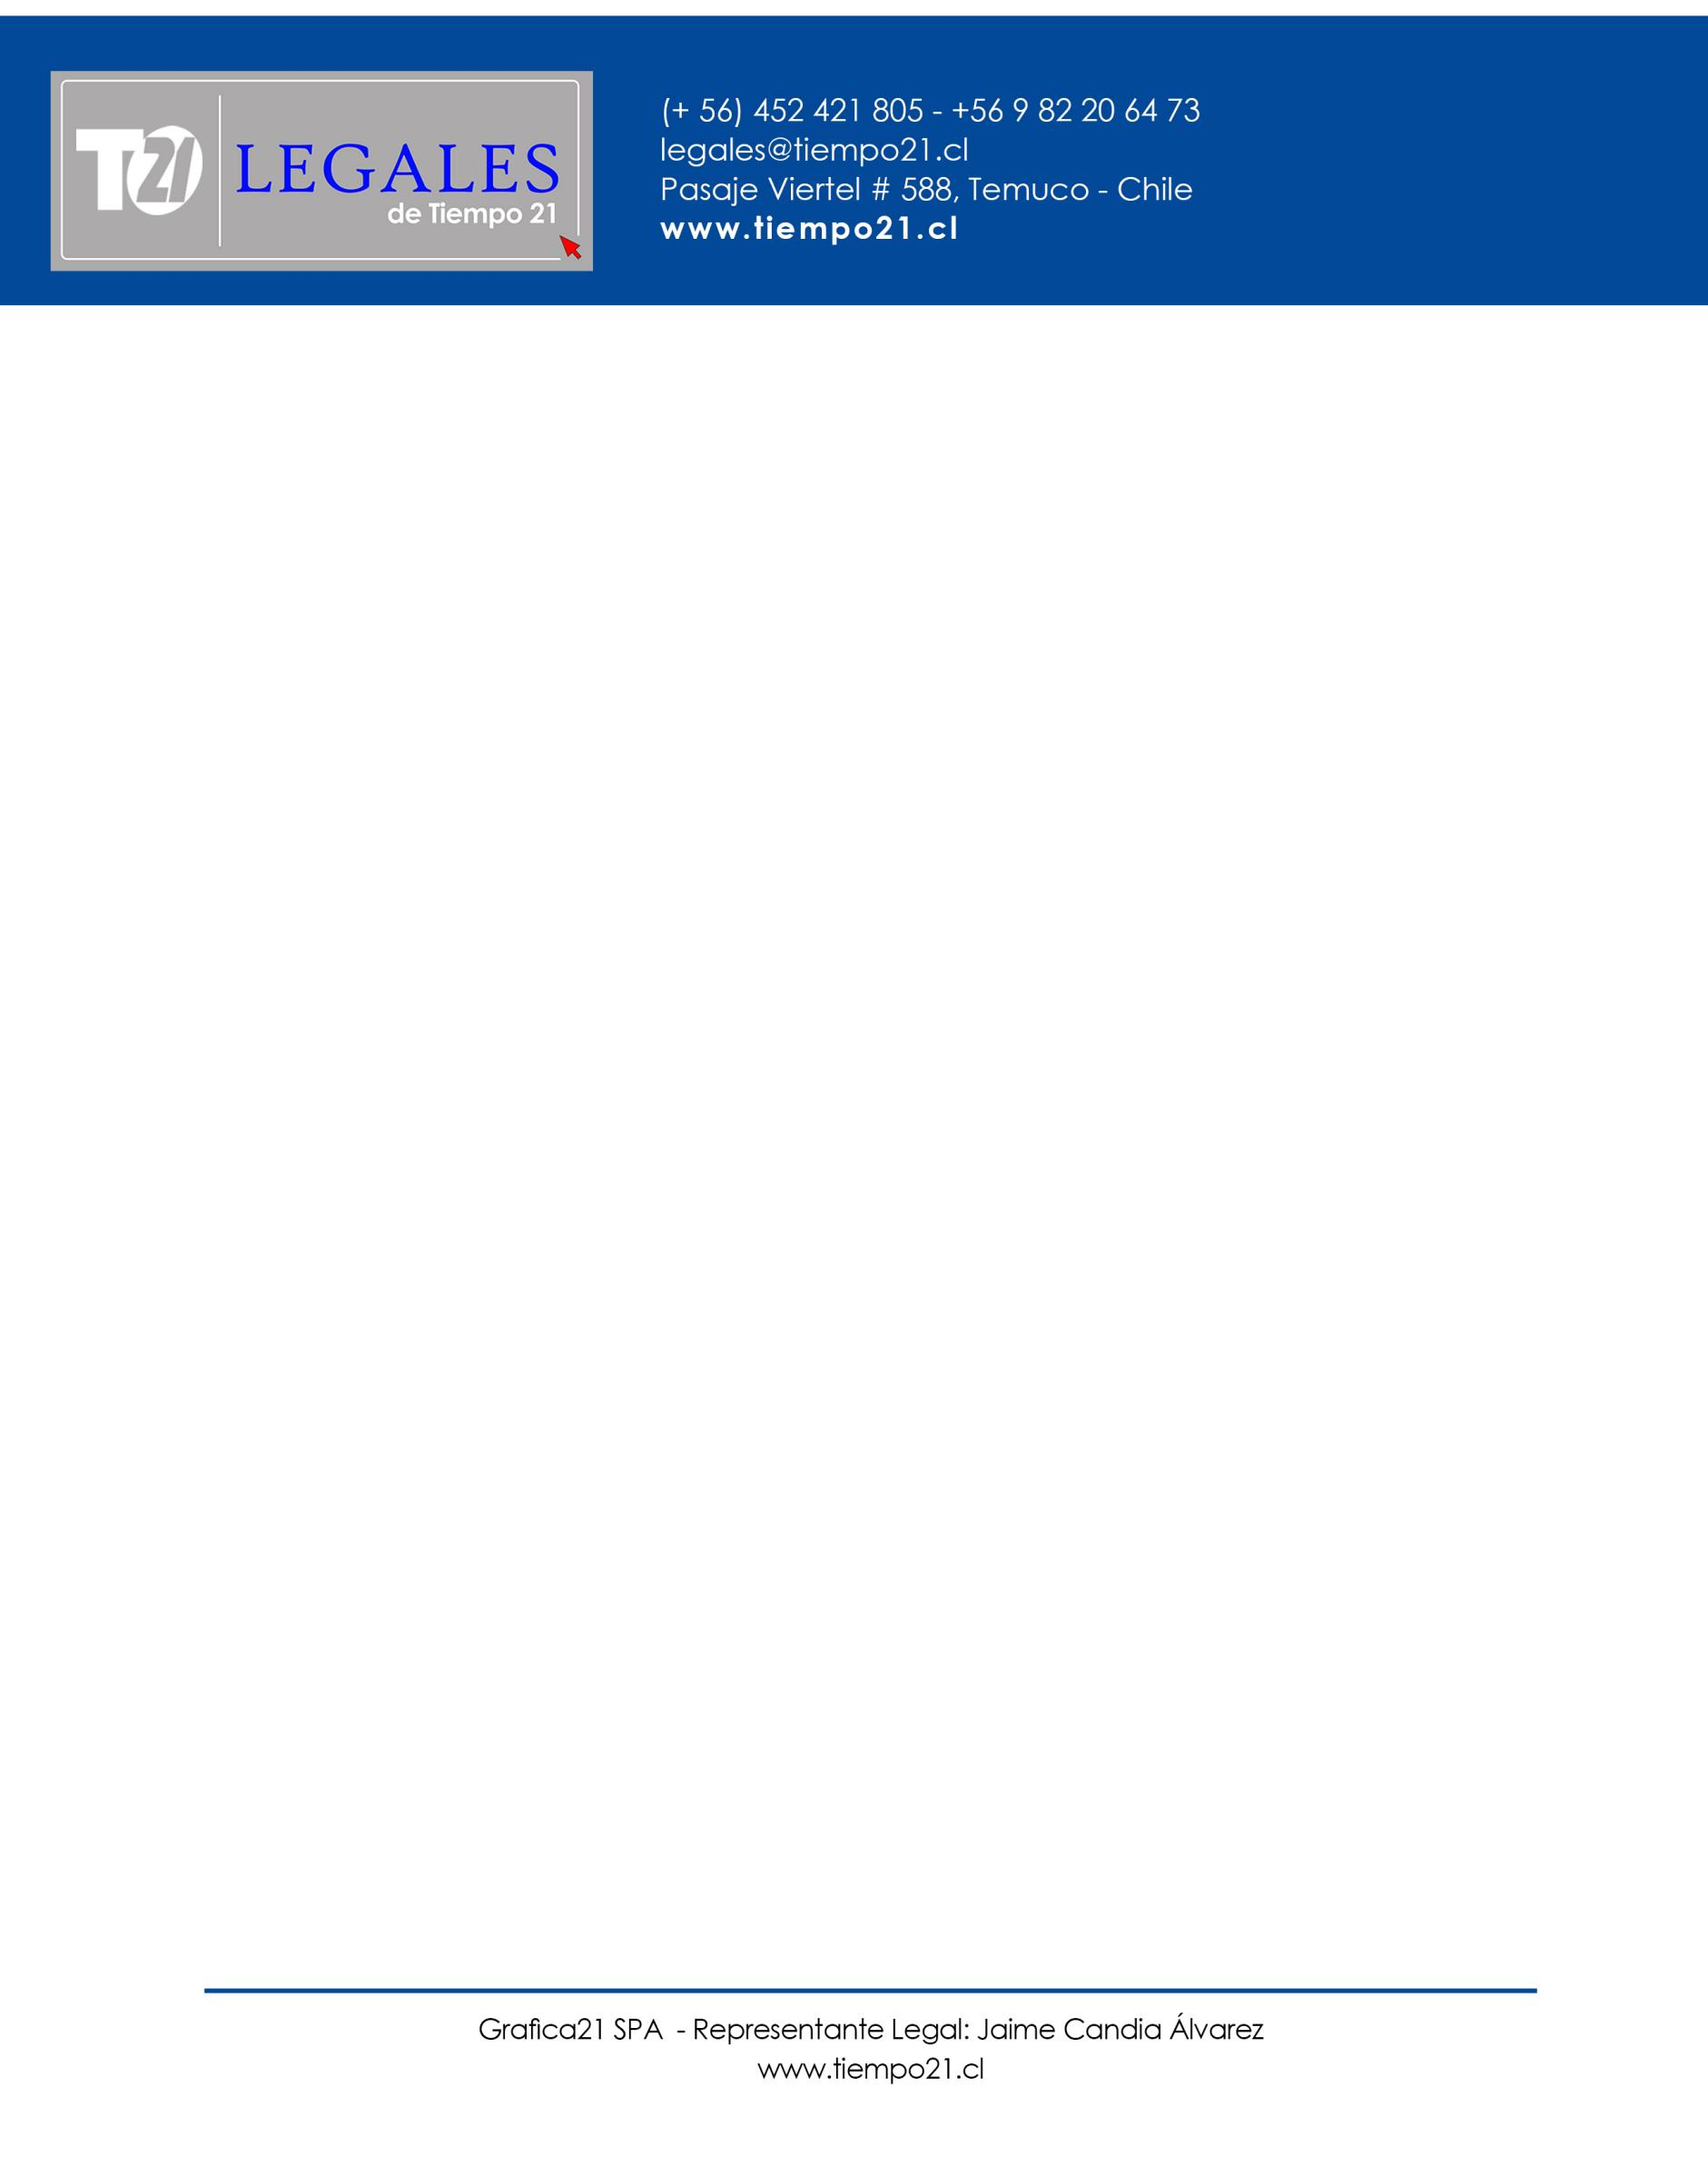 T21
LEGALES
de Tiempo 21
(+ 56) 452 421 805 - +56 9 82 20 64 73
legales@tiempo21.cl
Pasaje Viertel # 588, Temuco - Chile
www.tiempo21.cl
Grafica21 SPA - Representante Legal: Jaime Candia Álvarez
www.tiempo21.cl